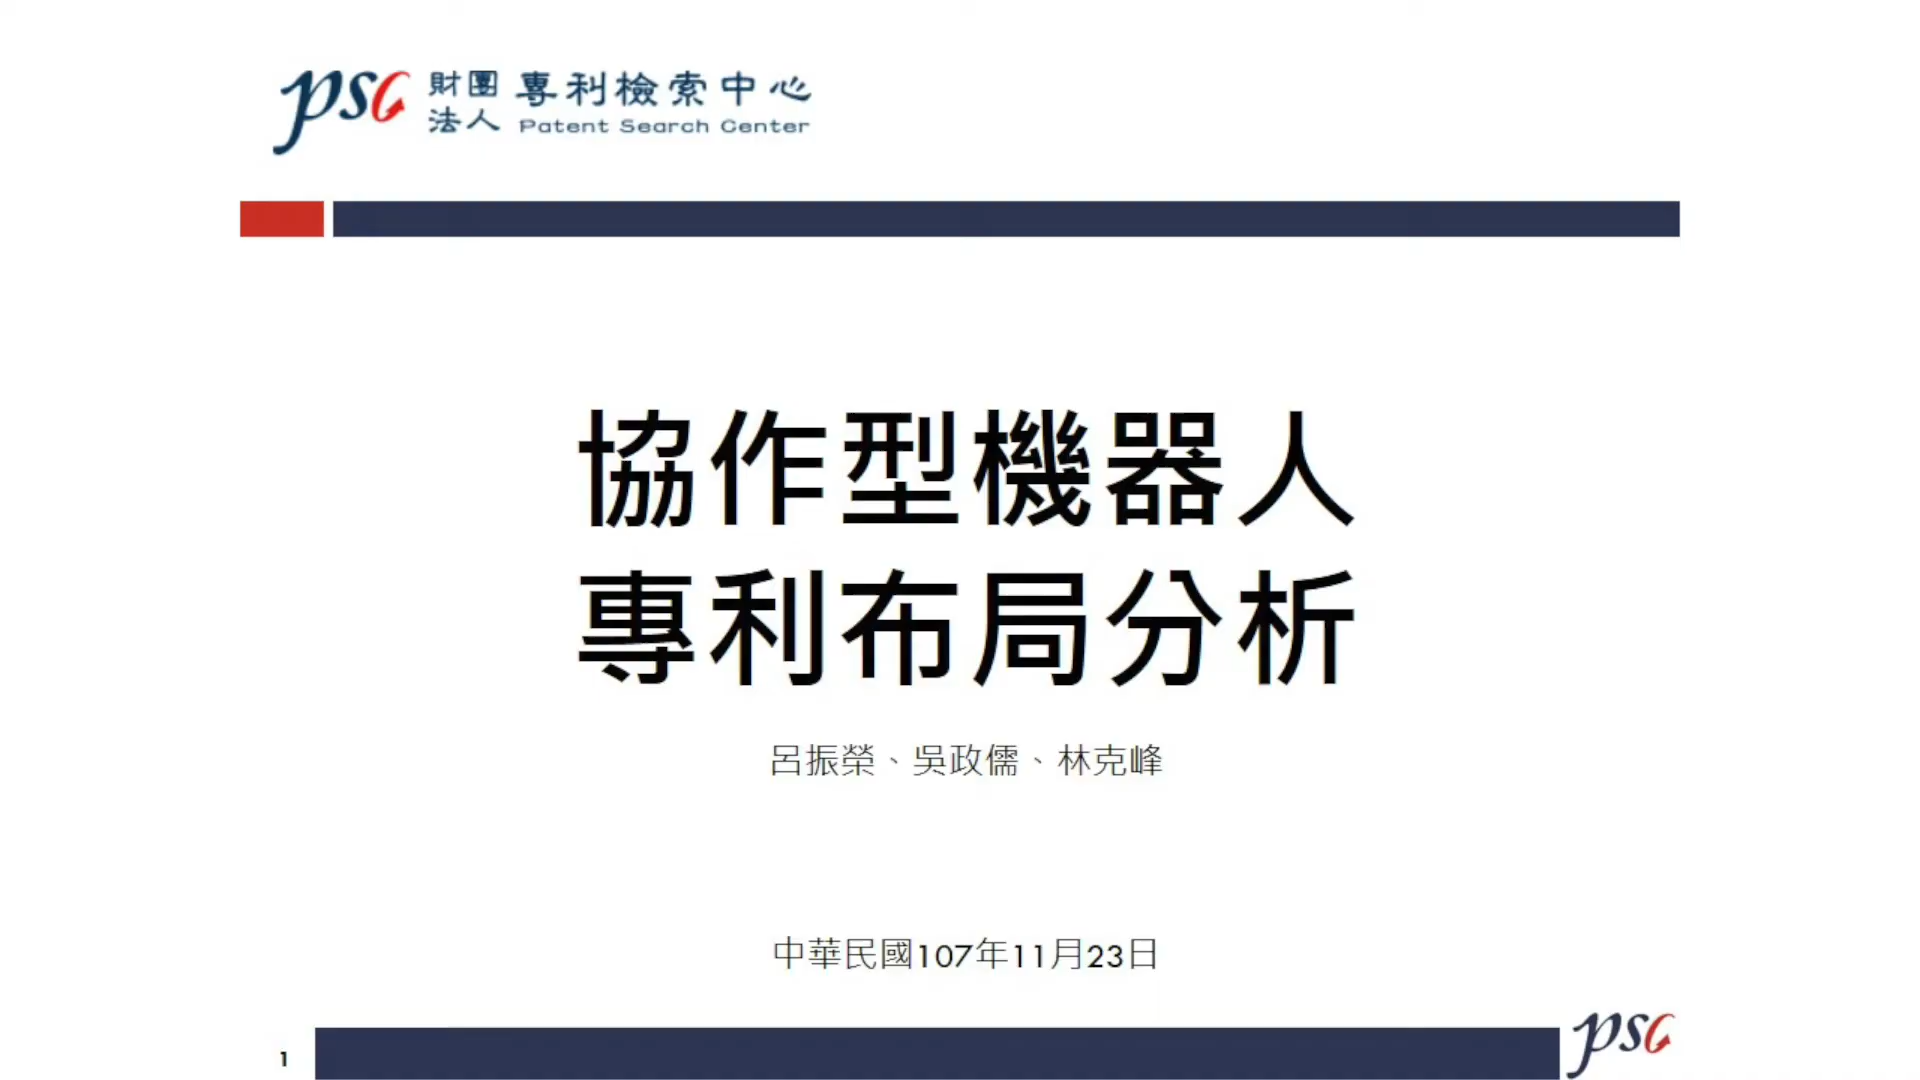 psc 財團法人 專利檢索中心
Patent Search Center
協作型機器人
專利布局分析
呂振榮、吳政儒、林克峰
中華民國107年11月23日
1
psc